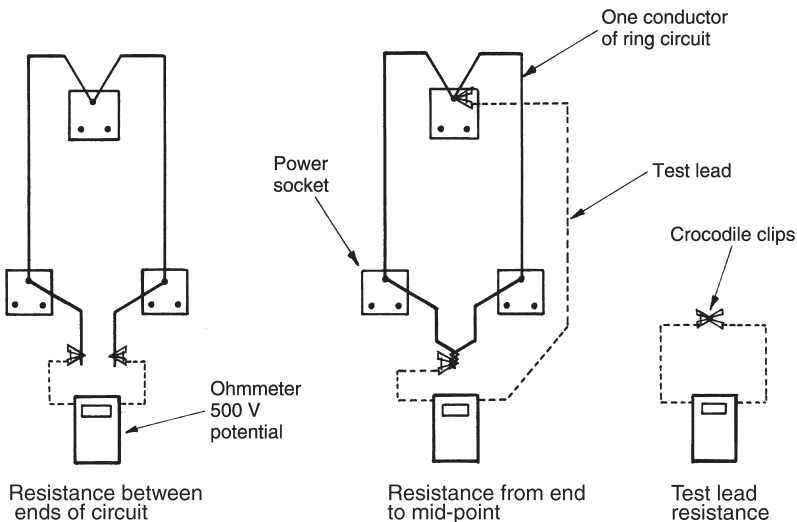 One conductor
of ring circuit
Power
socket
Test lead
Crocodile clips
Ohmmeter
500 V
potential
Resistance between
ends of circuit
Resistance from end
to mid-point
Test lead
resistance